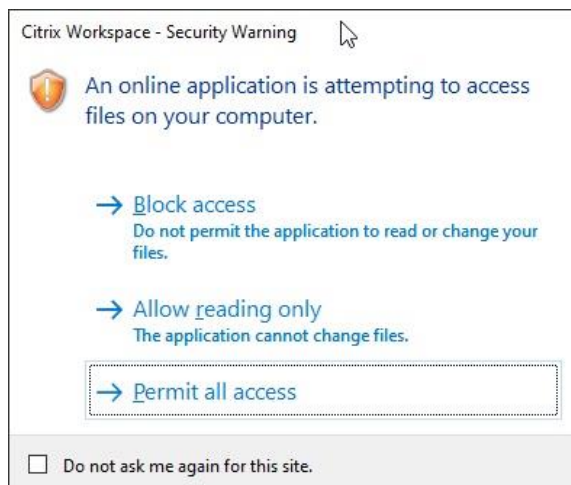 Citrix Workspace - Security Warning
An online application is attempting to access
files on your computer.
Block access
Do not permit the application to read or change your
files.
Allow reading only
The application cannot change files.
Permit all access
Do not ask me again for this site.